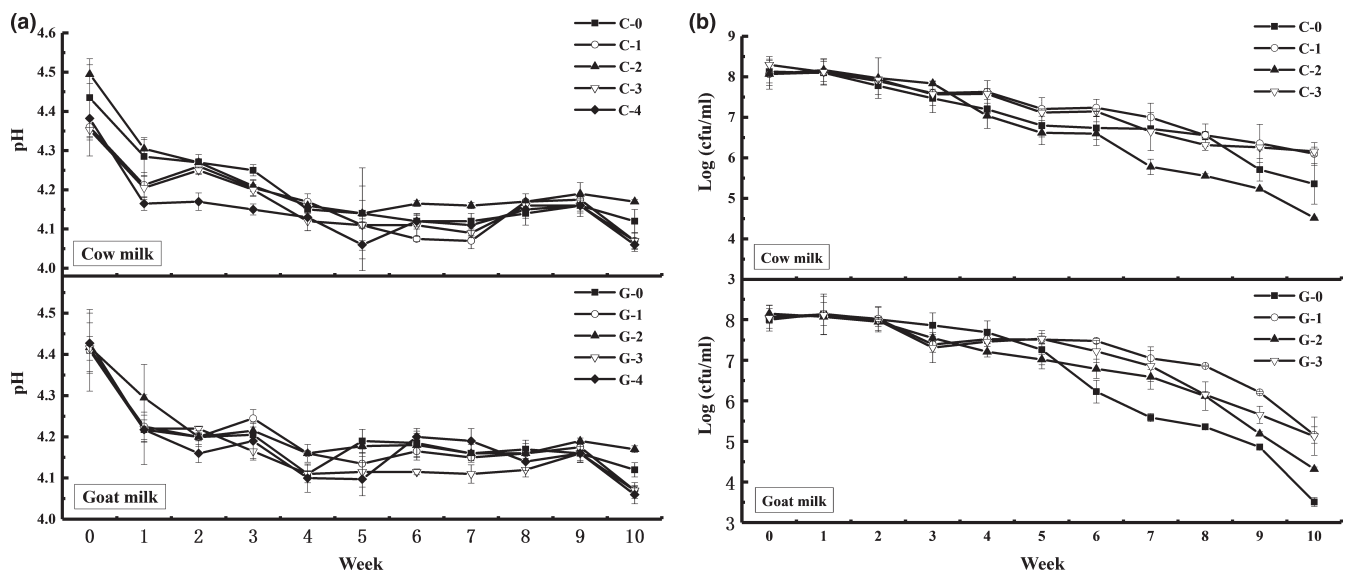 (a)
4.6
4.5
4.4
4.3
4.2
4.1
4.0
pH
C-0
C-1
C-2
C-3
C-4
Cow milk
4.5
4.4
4.3
4.2
4.1
4.0
pH
G-0
G-1
G-2
G-3
G-4
Goat milk
0 1 2 3 4 5 6 7 8 9 10
Week
(b)
9
8
7
6
5
4
3
Log (cfu/ml)
C-0
C-1
C-2
C-3
Cow milk
8
7
6
5
4
3
Log (cfu/ml)
G-0
G-1
G-2
G-3
Goat milk
0 1 2 3 4 5 6 7 8 9 10
Week